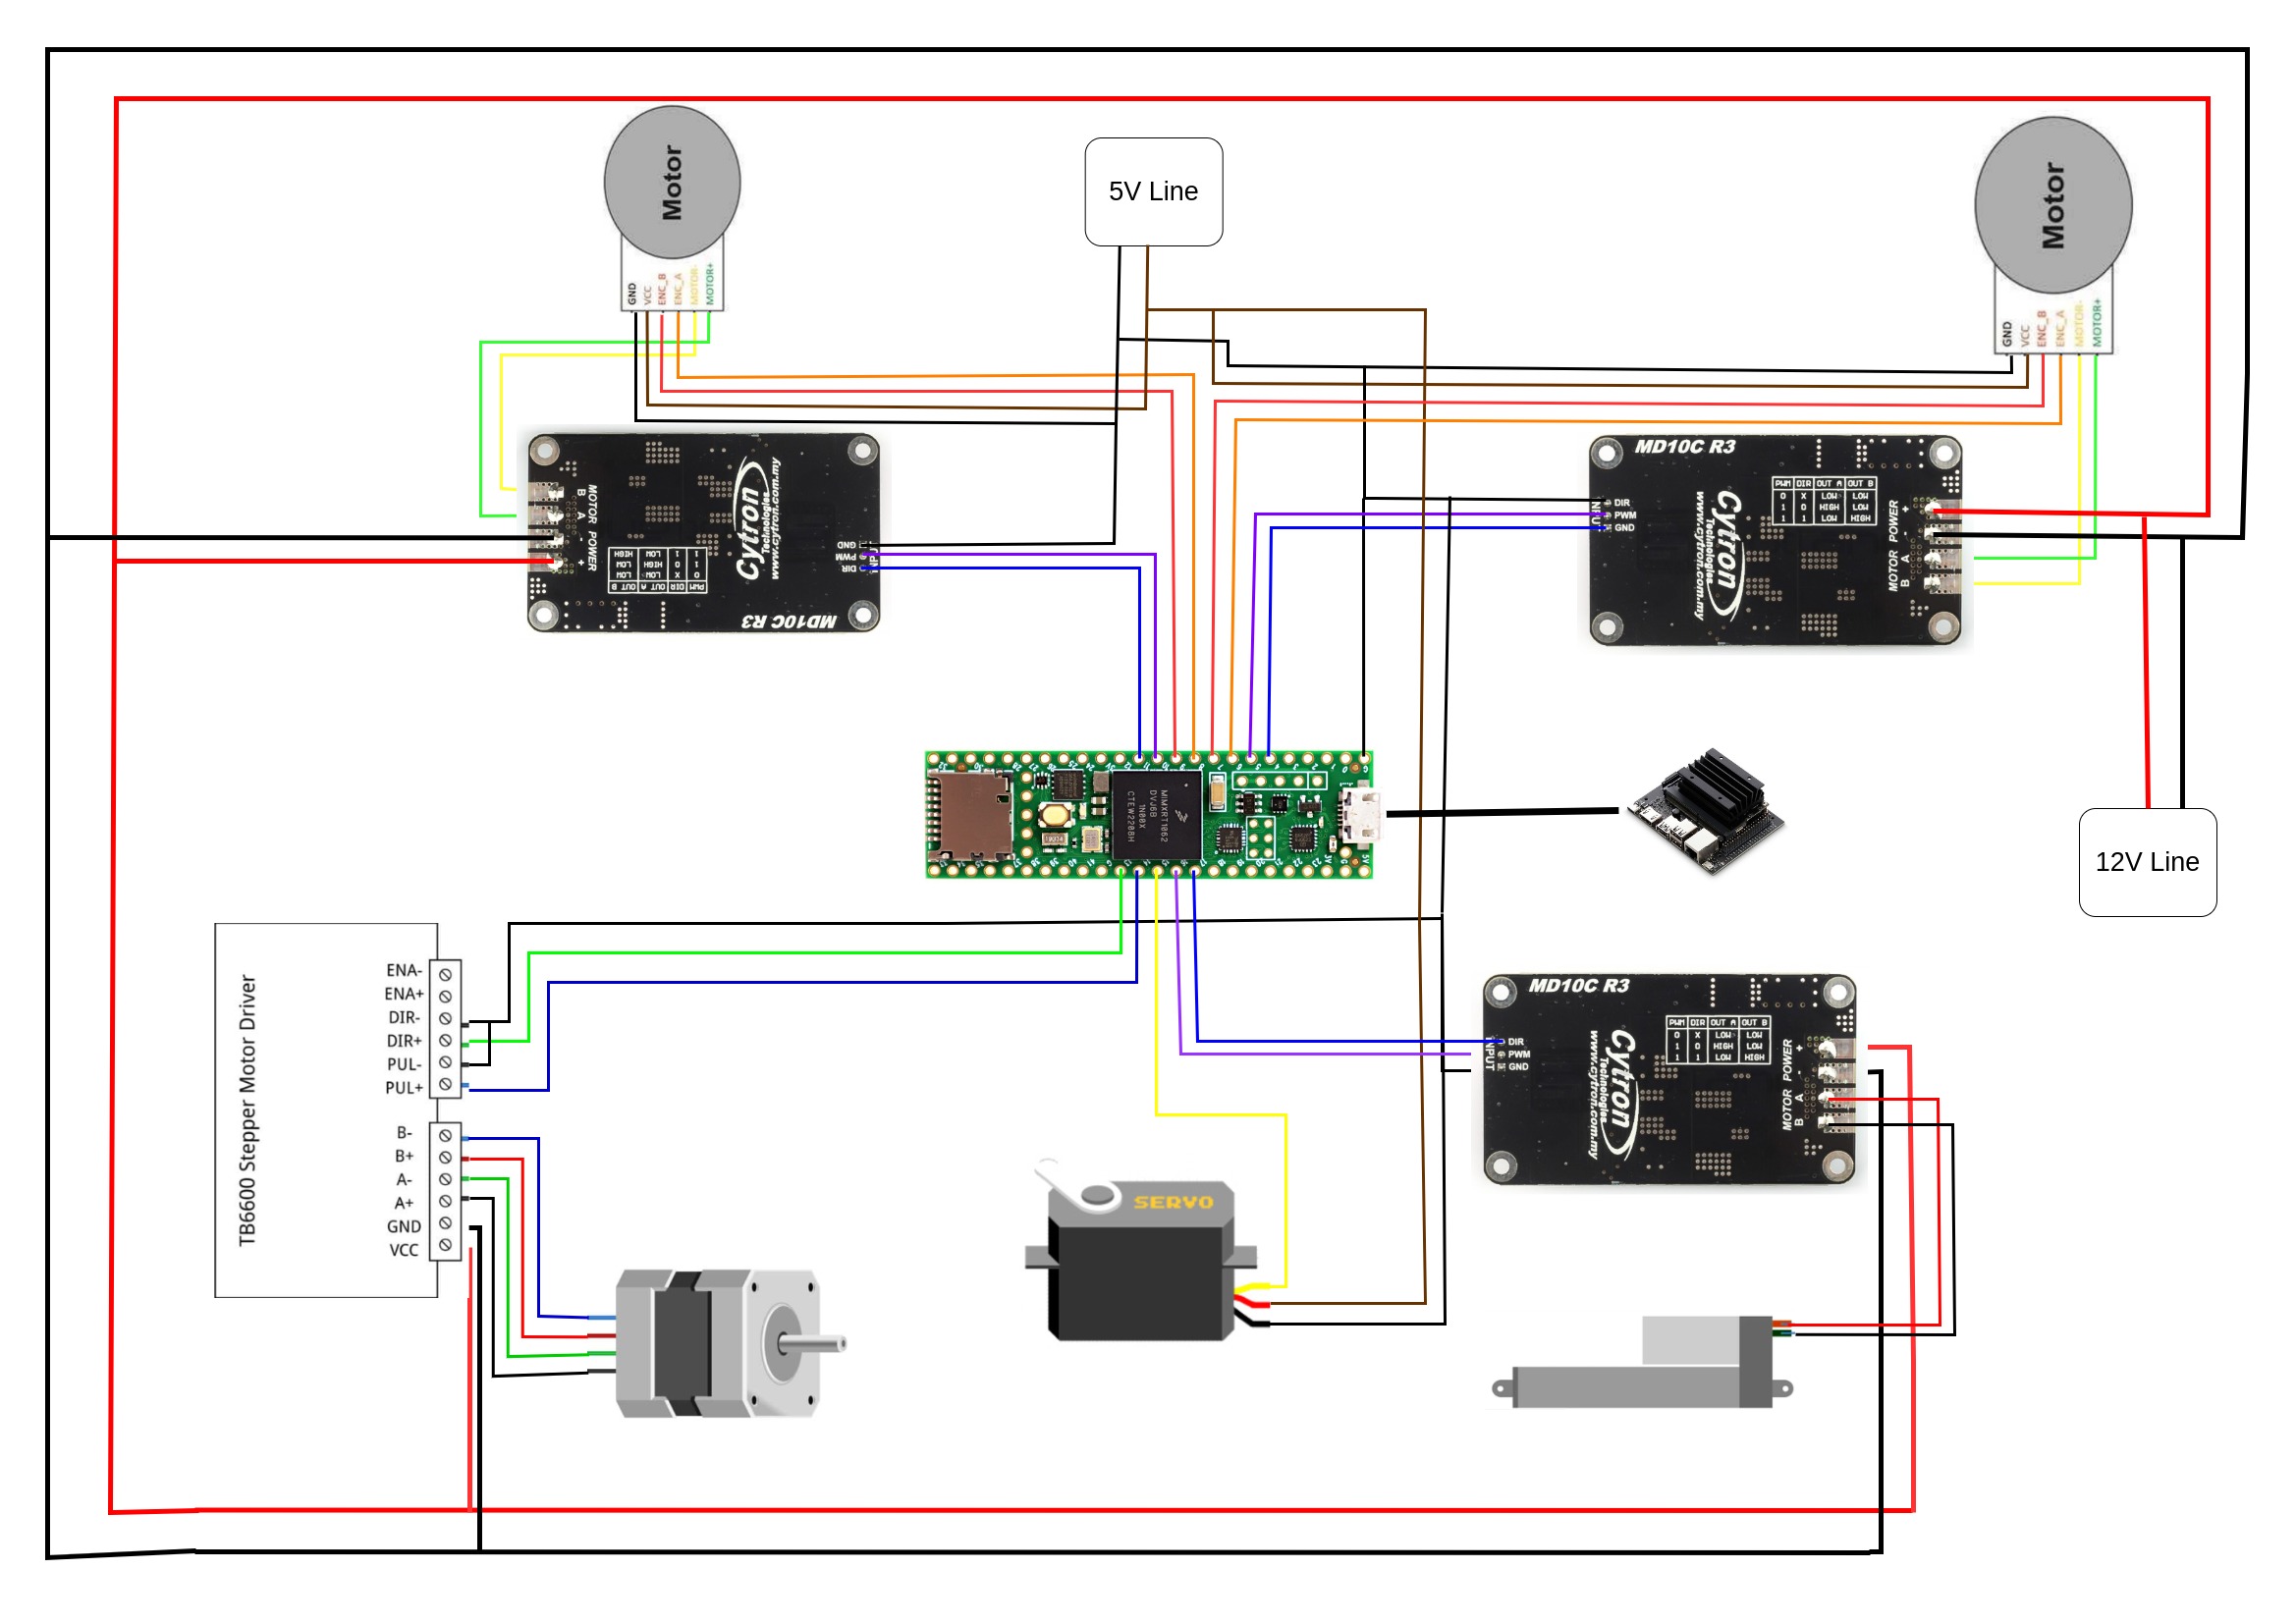 Motor
GND
VCC
ENC_B
ENC_A
MOTOR-
MOTOR+
5V Line
Motor
GND
VCC
ENC_B
ENC_A
MOTOR-
MOTOR+
B
A
MOTOR
POWER
-
+
Cytron
Technologies
www.cytron.com.my
PWM DIR OUT A OUT B
0 X LOW LOW
1 0 HIGH LOW
1 1 LOW HIGH
GND
PWM
DIR
MD10C R3
MD10C R3
DIR
PWM
GND
INPUT
Cytron
Technologies
www.cytron.com.my
PWM DIR OUT A OUT B
0 X LOW LOW
1 0 HIGH LOW
1 1 LOW HIGH
+
-
POWER
MOTOR
A
B
MIMXRT1062
DVJ6B
1N00X
CTEW2208H
12V Line
TB6600 Stepper Motor Driver
ENA-
ENA+
DIR-
DIR+
PUL-
PUL+
B-
B+
A-
A+
GND
VCC
SERVO
MD10C R3
DIR
PWM
GND
INPUT
Cytron
Technologies
www.cytron.com.my
PWM DIR OUT A OUT B
0 X LOW LOW
1 0 HIGH LOW
1 1 LOW HIGH
+
-
POWER
MOTOR
A
B